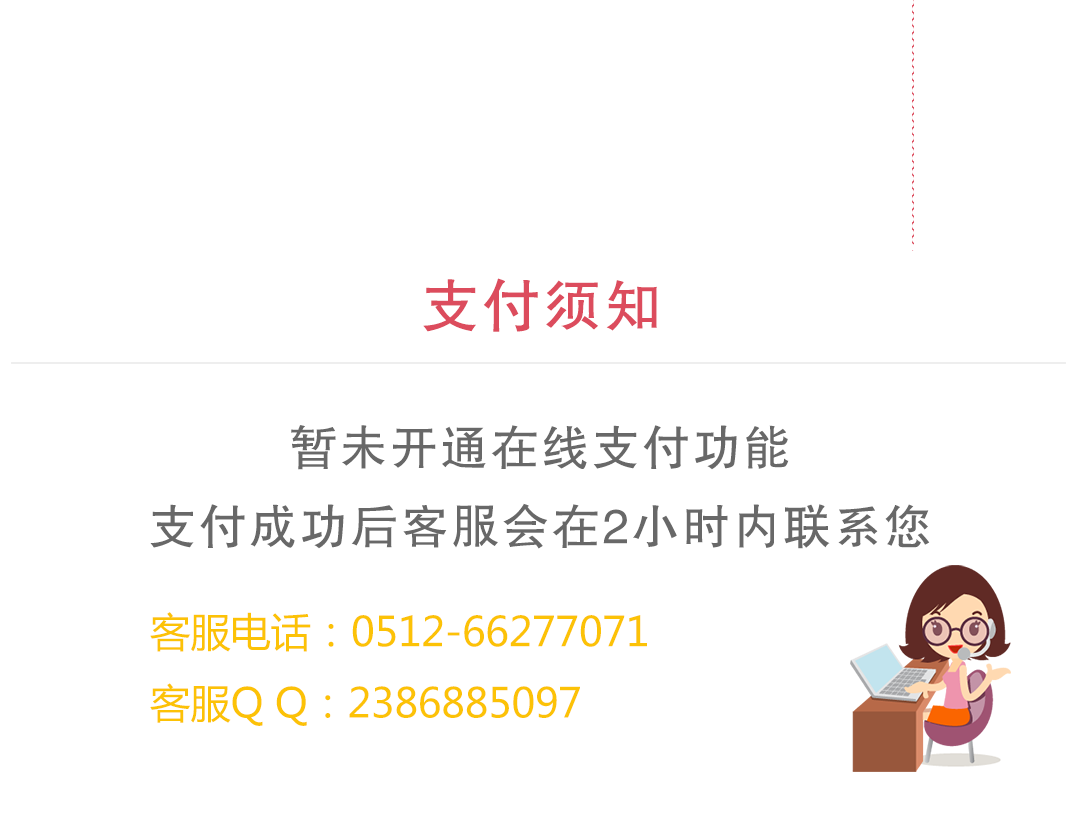 支付须知
暂未开通在线支付功能
支付成功后客服会在2小时内联系您
客服电话：0512-66277071
客服Q Q：2386885097